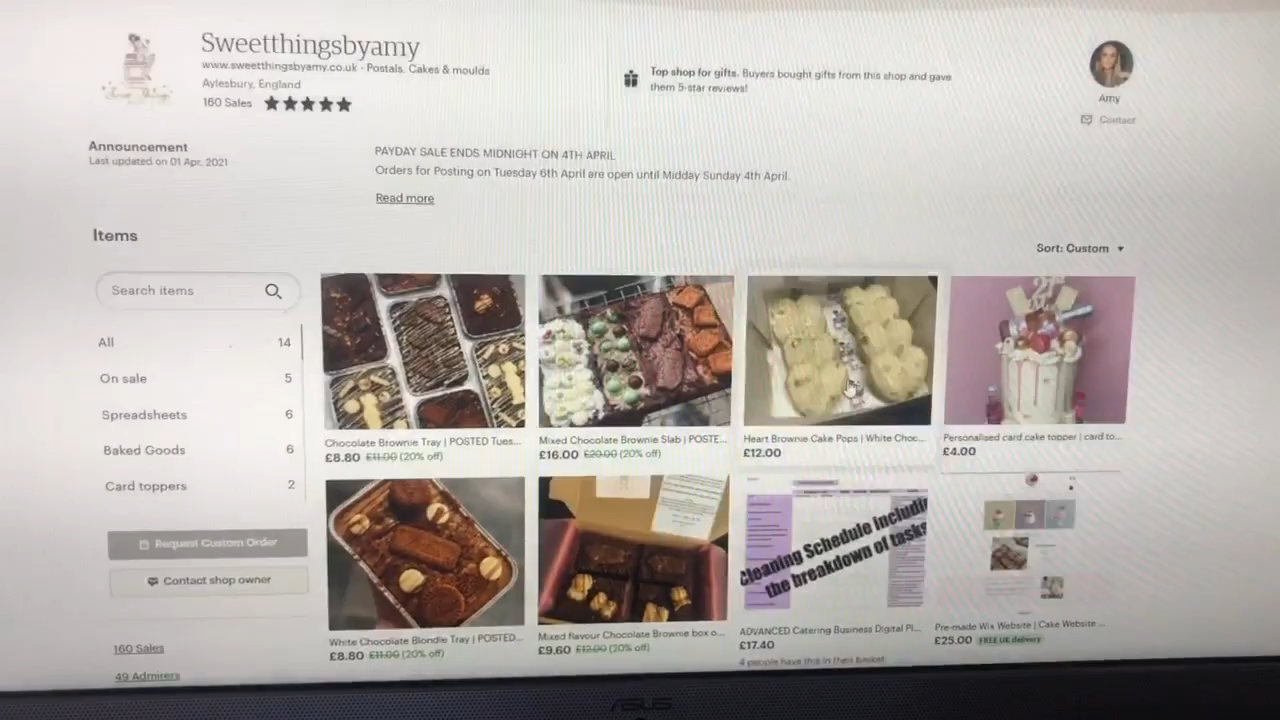 Sweetthingsbyamy
www.sweetthingsbyamy.co.uk · Postals, Cakes & moulds
Aylesbury, England
160 Sales
Top shop for gifts. Buyers bought gifts from this shop and gave
them 5-star reviews!
Amy
Contact
Announcement
Last updated on 01 Apr, 2021
PAYDAY SALE ENDS MIDNIGHT ON 4TH APRIL
Orders for Posting on Tuesday 6th April are open until Midday Sunday 4th April.
Read more
Items
Sort: Custom
Search items
All 14
On sale 5
Spreadsheets 6
Baked Goods 6
Card toppers 2
Request Custom Order
Contact shop owner
160 Sales
49 Admirers
Chocolate Brownie Tray | POSTED Tues...
£8.80 £11.00 (20% off)
Mixed Chocolate Brownie Slab | POSTE...
£16.00 £20.00 (20% off)
Heart Brownie Cake Pops | White Choc...
£12.00
Personalised card cake topper | card to...
£4.00
White Chocolate Blondie Tray | POSTED...
£8.80 £11.00 (20% off)
Mixed flavour Chocolate Brownie box o...
£9.60 £12.00 (20% off)
Cleaning Schedule includin
the breakdown of tasks
ADVANCED Catering Business Digital Pl...
£17.40
4 people have this in their basket
Pre-made Wix Website | Cake Website ...
£25.00 FREE UK delivery
ASUS